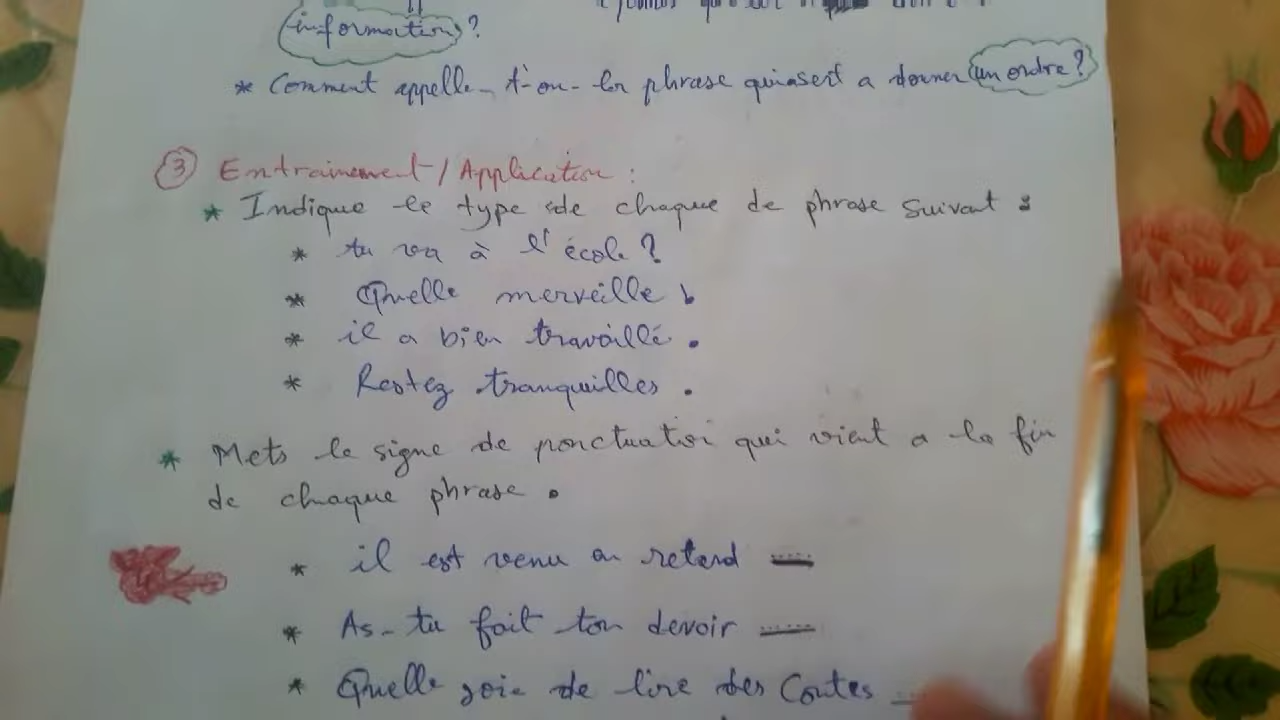 information ?
* Comment appelle-t'-on-la phrase qui sert a donner un ordre ?
3 Entrainement / Application :
* Indique le type de chaque de phrase suivant :
* tu va à l'école ?
* Quelle merveille !
* il a bien travaillé .
* Restez tranquilles .
* Mets le signe de ponctuatoi qui vient a la fin
de chaque phrase .
* il est venu en retard .....
* As-tu fait ton devoir ......
* Quelle joie de lire des Contes ...